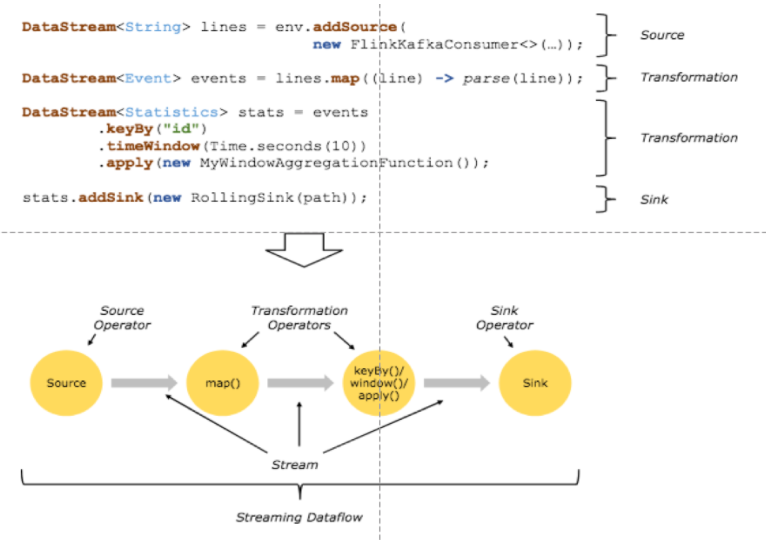 DataStream<String> lines = env.addSource(
new FlinkKafkaConsumer<>(…));
Source
DataStream<Event> events = lines.map((line) -> parse(line));
Transformation
DataStream<Statistics> stats = events
.keyBy("id")
.timeWindow(Time.seconds(10))
.apply(new MyWindowAggregationFunction());
Transformation
stats.addSink(new RollingSink(path));
Sink
Source
Operator
Transformation
Operators
Sink
Operator
Source
map()
keyBy()/
window()/
apply()
Sink
Stream
Streaming Dataflow